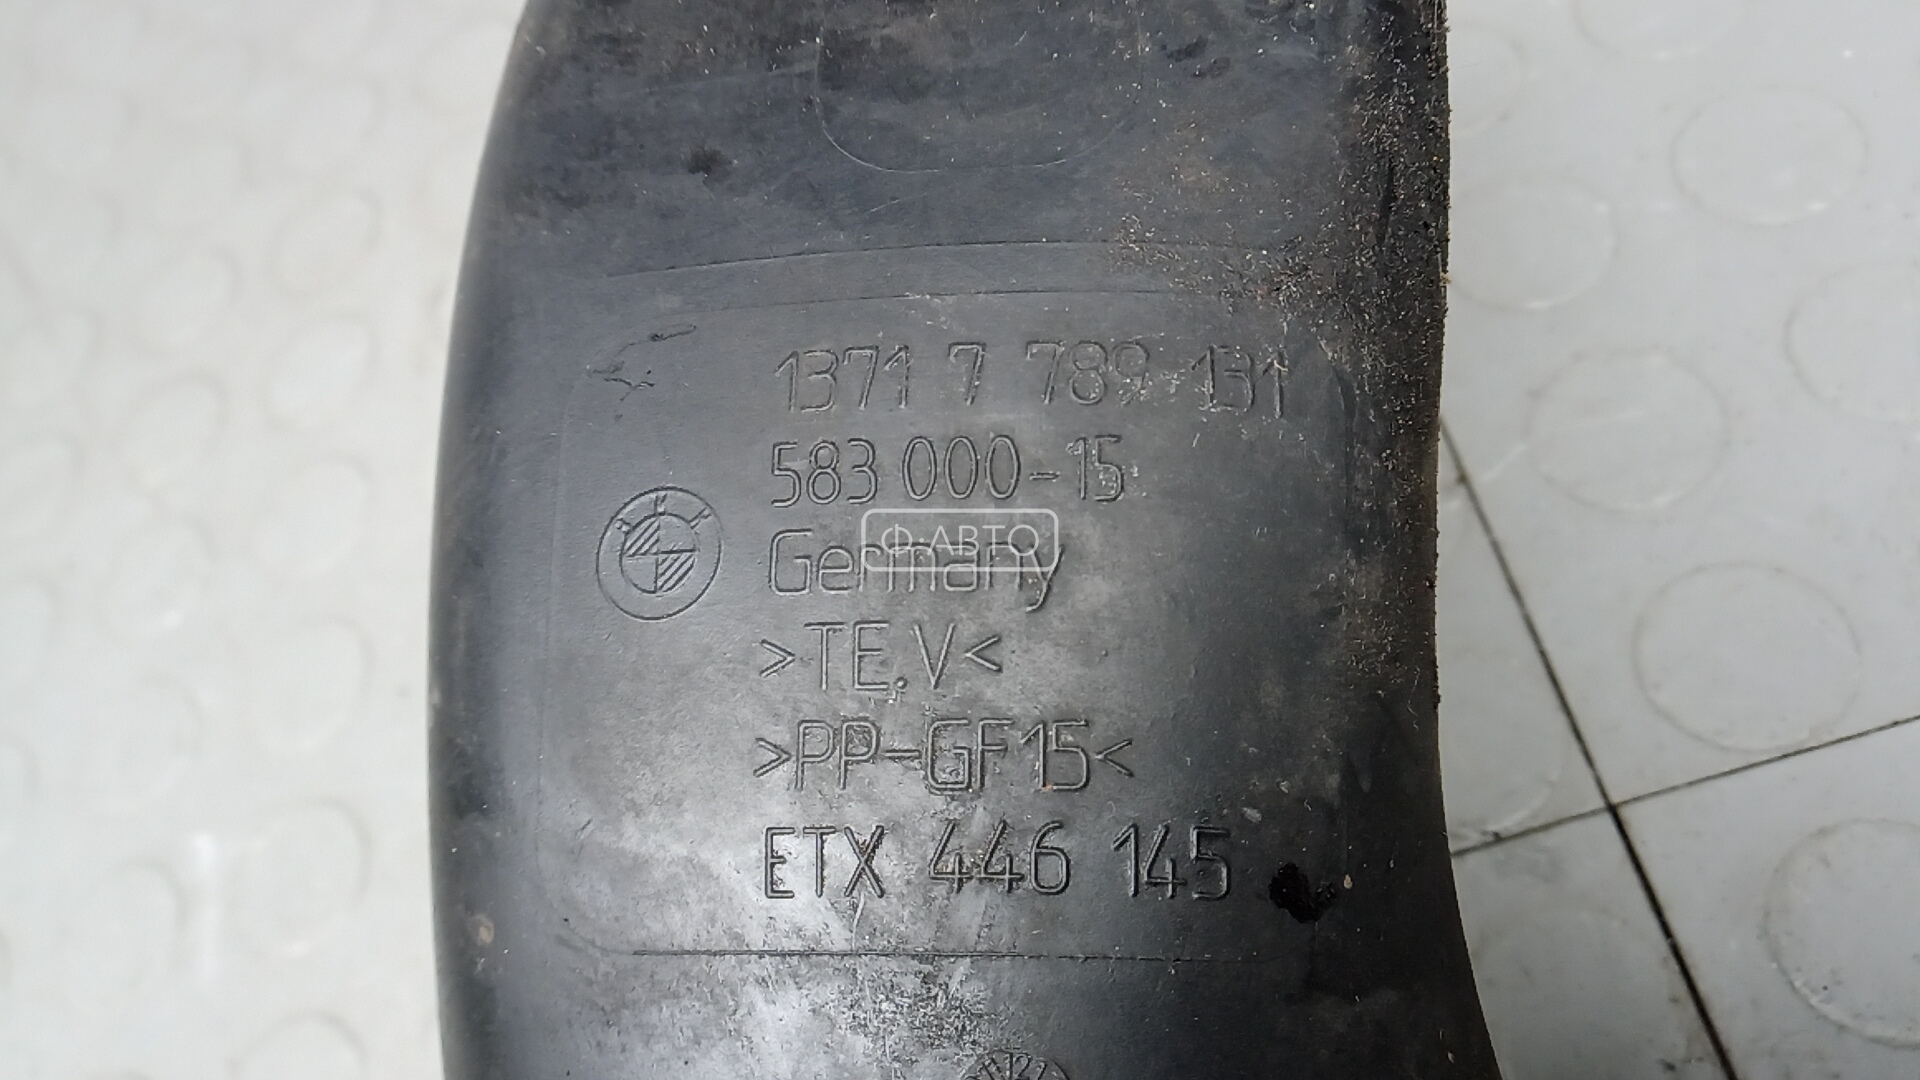 1371 7 789 131
583 000-15
Ф·АВТО
Germany
>TE.V<
>PP-GF15<
ETX 446 145